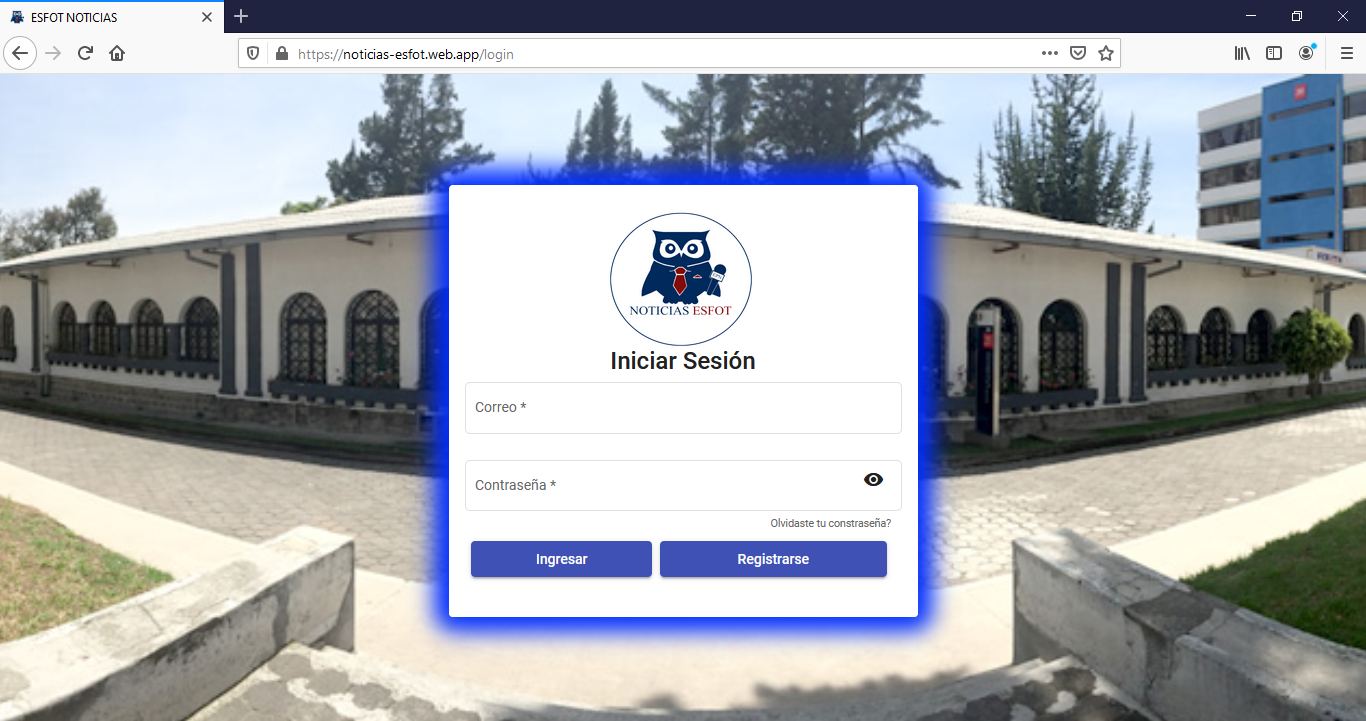 ESFOT NOTICIAS
https://noticias-esfot.web.app/login
NOTICIAS ESFOT
Iniciar Sesión
Correo *
Contraseña *
Olvidaste tu constraseña?
Ingresar
Registrarse